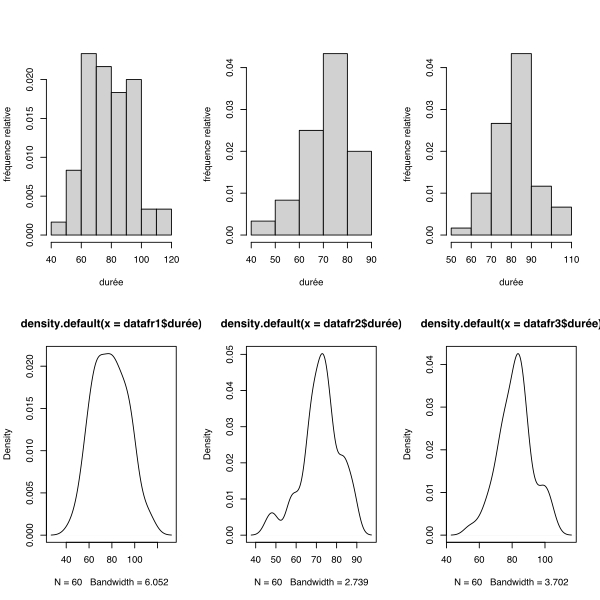 fréquence relative
0.000 0.005 0.010 0.015 0.020
40 60 80 100 120
durée
fréquence relative
0.00 0.01 0.02 0.03 0.04
40 50 60 70 80 90
durée
fréquence relative
0.00 0.01 0.02 0.03 0.04
50 60 70 80 90 110
durée
density.default(x = datafr1$durée)
Density
0.000 0.005 0.010 0.015 0.020
40 60 80 100
N = 60 Bandwidth = 6.052
density.default(x = datafr2$durée)
Density
0.00 0.01 0.02 0.03 0.04 0.05
40 50 60 70 80 90
N = 60 Bandwidth = 2.739
density.default(x = datafr3$durée)
Density
0.00 0.01 0.02 0.03 0.04
40 60 80 100
N = 60 Bandwidth = 3.702